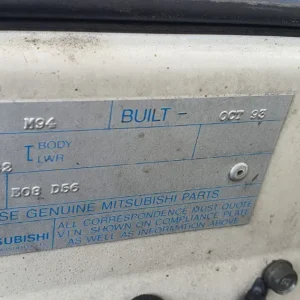 M94 BUILT - OCT 93
BODY
LWR
E08 D56
SE GENUINE MITSUBISHI PARTS
ALL CORRESPONDENCE MUST QUOTE
UBISHI V.I.N. SHOWN ON COMPLIANCE PLATE
AS WELL AS INFORMATION ABOVE